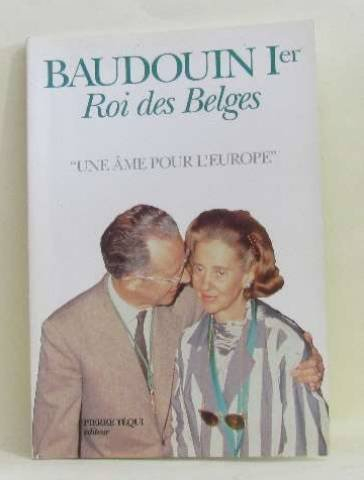 BAUDOUIN Ier
Roi des Belges
"UNE ÂME POUR L'EUROPE"
PIERRE TÉQUI
éditeur